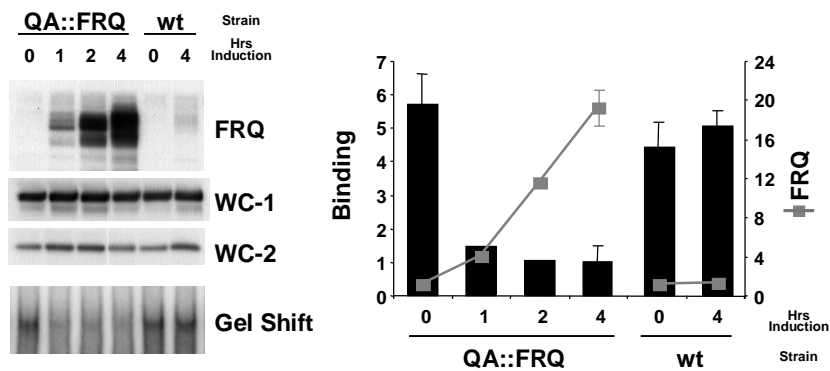 QA::FRQ wt Strain
Hrs
0 1 2 4 0 4 Induction
FRQ
WC-1
WC-2
Gel Shift
Binding
7
6
5
4
3
2
1
0
24
20
16
12
8
4
0
FRQ
0 1 2 4 0 4 Hrs
Induction
QA::FRQ wt Strain